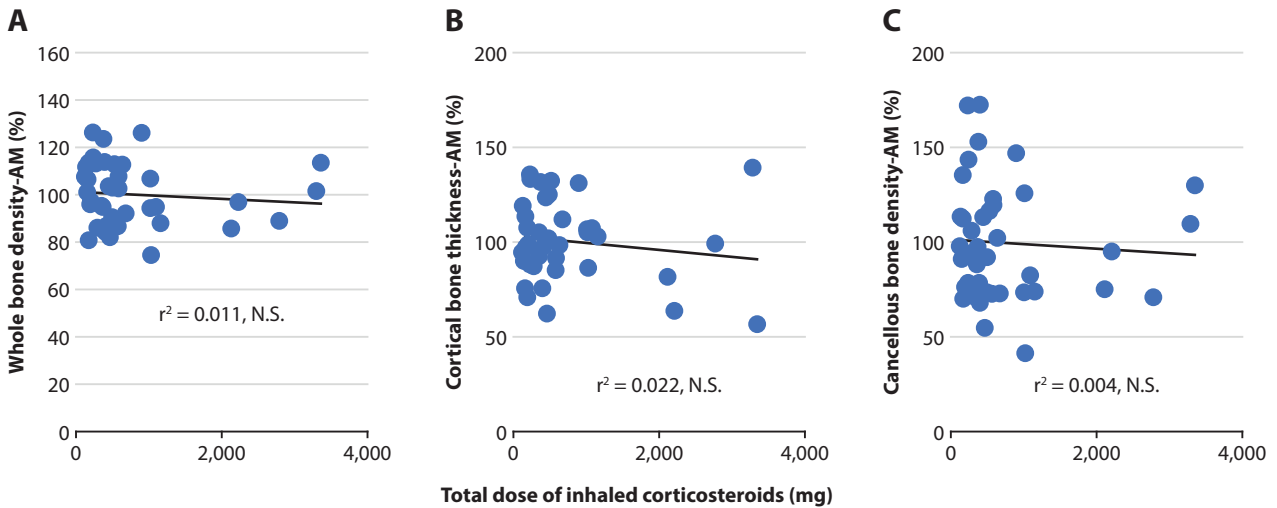 A
Whole bone density-AM (%)
160
140
120
100
80
60
40
20
0
r² = 0.011, N.S.
0 2,000 4,000
B
Cortical bone thickness-AM (%)
200
150
100
50
0
r² = 0.022, N.S.
0 2,000 4,000
C
Cancellous bone density-AM (%)
200
150
100
50
0
r² = 0.004, N.S.
0 2,000 4,000
Total dose of inhaled corticosteroids (mg)